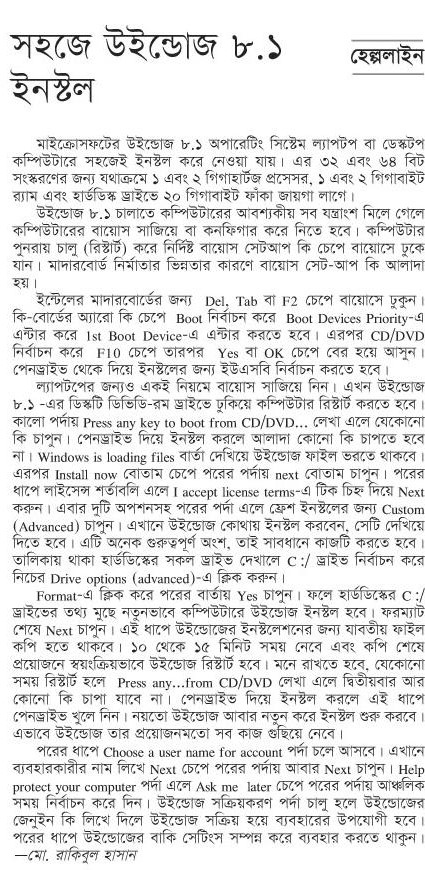 সহজে উইন্ডোজ ৮.১
ইনস্টল
হেল্পলাইন
মাইক্রোসফটের উইন্ডোজ ৮.১ অপারেটিং সিস্টেম ল্যাপটপ বা ডেস্কটপ
কম্পিউটারে সহজেই ইনস্টল করে নেওয়া যায়। এর ৩২ এবং ৬৪ বিট
সংস্করণের জন্য যথাক্রমে ১ এবং ২ গিগাহার্টজ প্রসেসর, ১ এবং ২ গিগাবাইট
র‍্যাম এবং হার্ডডিস্ক ড্রাইভে ২০ গিগাবাইট ফাঁকা জায়গা লাগে।
উইন্ডোজ ৮.১ চালাতে কম্পিউটারের আবশ্যকীয় সব যন্ত্রাংশ মিলে গেলে
কম্পিউটারের বায়োস সাজিয়ে বা কনফিগার করে নিতে হবে। কম্পিউটার
পুনরায় চালু (রিস্টার্ট) করে নির্দিষ্ট বায়োস সেটআপ কি চেপে বায়োসে ঢুকে
যান। মাদারবোর্ড নির্মাতার ভিন্নতার কারণে বায়োস সেট-আপ কি আলাদা
হয়।
ইন্টেলের মাদারবোর্ডের জন্য Del, Tab বা F2 চেপে বায়োসে ঢুকুন।
কি-বোর্ডের অ্যারো কি চেপে Boot নির্বাচন করে Boot Devices Priority-এ
এন্টার করে 1st Boot Device-এ এন্টার করতে হবে। এরপর CD/DVD
নির্বাচন করে F10 চেপে তারপর Yes বা OK চেপে বের হয়ে আসুন।
পেনড্রাইভ থেকে দিয়ে ইনস্টলের জন্য ইউএসবি নির্বাচন করতে হবে।
ল্যাপটপের জন্যও একই নিয়মে বায়োস সাজিয়ে নিন। এখন উইন্ডোজ
৮.১ -এর ডিস্কটি ডিভিডি-রম ড্রাইভে ঢুকিয়ে কম্পিউটার রিস্টার্ট করতে হবে।
কালো পর্দায় Press any key to boot from CD/DVD... লেখা এলে যেকোনো
কি চাপুন। পেনড্রাইভ দিয়ে ইনস্টল করলে আলাদা কোনো কি চাপতে হবে
না। Windows is loading files বার্তা দেখিয়ে উইন্ডোজ ফাইল ভরতে থাকবে।
এরপর Install now বোতাম চেপে পরের পর্দায় next বোতাম চাপুন। পরের
ধাপে লাইসেন্স শর্তাবলি এলে I accept license terms-এ টিক চিহ্ন দিয়ে Next
করুন। এবার দুটি অপশনসহ পরের পর্দা এলে ফ্রেশ ইনস্টলের জন্য Custom
(Advanced) চাপুন। এখানে উইন্ডোজ কোথায় ইনস্টল করবেন, সেটি দেখিয়ে
দিতে হবে। এটি অনেক গুরুত্বপূর্ণ অংশ, তাই সাবধানে কাজটি করতে হবে।
তালিকায় থাকা হার্ডডিস্কের সকল ড্রাইভ দেখালে C :/ ড্রাইভ নির্বাচন করে
নিচের Drive options (advanced)-এ ক্লিক করুন।
Format-এ ক্লিক করে পরের বার্তায় Yes চাপুন। ফলে হার্ডডিস্কের C :/
ড্রাইভের তথ্য মুছে নতুনভাবে কম্পিউটারে উইন্ডোজ ইনস্টল হবে। ফরম্যাট
শেষে Next চাপুন। এই ধাপে উইন্ডোজের ইনস্টলেশনের জন্য যাবতীয় ফাইল
কপি হতে থাকবে। ১০ থেকে ১৫ মিনিট সময় নেবে এবং কপি শেষে
প্রয়োজনে স্বয়ংক্রিয়ভাবে উইন্ডোজ রিস্টার্ট হবে। মনে রাখতে হবে, যেকোনো
সময় রিস্টার্ট হলে Press any...from CD/DVD লেখা এলে দ্বিতীয়বার আর
কোনো কি চাপা যাবে না। পেনড্রাইভ দিয়ে ইনস্টল করলে এই ধাপে
পেনড্রাইভ খুলে নিন। নয়তো উইন্ডোজ আবার নতুন করে ইনস্টল শুরু করবে।
এভাবে উইন্ডোজ তার প্রয়োজনমতো সব কাজ গুছিয়ে নেবে।
পরের ধাপে Choose a user name for account পর্দা চলে আসবে। এখানে
ব্যবহারকারীর নাম লিখে Next চেপে পরের পর্দায় আবার Next চাপুন। Help
protect your computer পর্দা এলে Ask me later চেপে পরের পর্দায় আঞ্চলিক
সময় নির্বাচন করে দিন। উইন্ডোজ সক্রিয়করণ পর্দা চালু হলে উইন্ডোজের
জেনুইন কি লিখে দিলে উইন্ডোজ সক্রিয় হয়ে ব্যবহারের উপযোগী হবে।
পরের ধাপে উইন্ডোজের বাকি সেটিংস সম্পন্ন করে ব্যবহার করতে থাকুন।
—মো. রাকিবুল হাসান